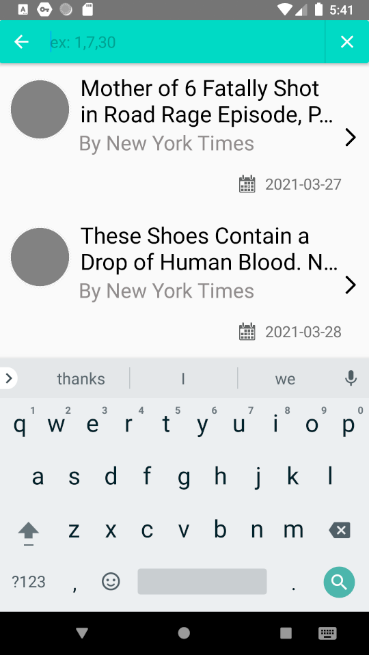 5:41
ex: 1,7,30
Mother of 6 Fatally Shot
in Road Rage Episode, P...
By New York Times
2021-03-27
These Shoes Contain a
Drop of Human Blood. N...
By New York Times
2021-03-28
thanks I we
1 2 3 4 5 6 7 8 9 0
q w e r t y u i o p
a s d f g h j k l
z x c v b n m
?123 , .